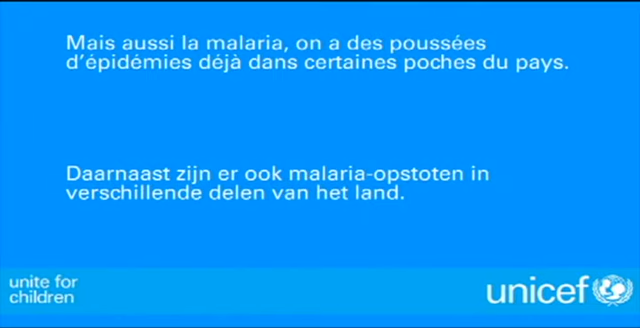 Mais aussi la malaria, on a des poussées
d'épidémies déjà dans certaines poches du pays.
Daarnaast zijn er ook malaria-opstoten in
verschillende delen van het land.
unite for
children
unicef